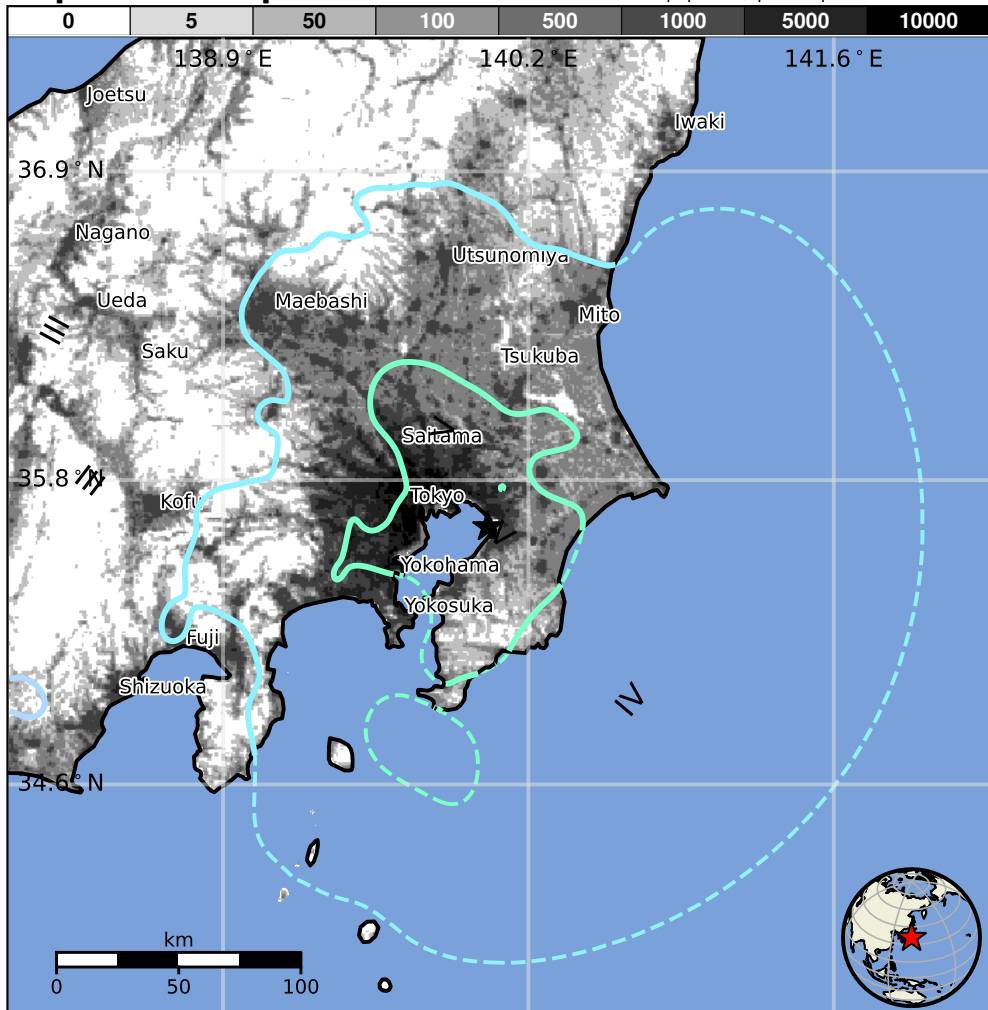 0 5 50 100 500 1000 5000 10000
138.9°E 140.2°E 141.6°E
Joetsu
Iwaki
36.9°N
Nagano
Utsunomiya
Ueda
Maebashi
Mito
Saku
Tsukuba
Saitama
35.8°N
Kofu
Tokyo
Yokohama
Yokosuka
Fuji
Shizuoka
IV
34.6°N
km
0 50 100